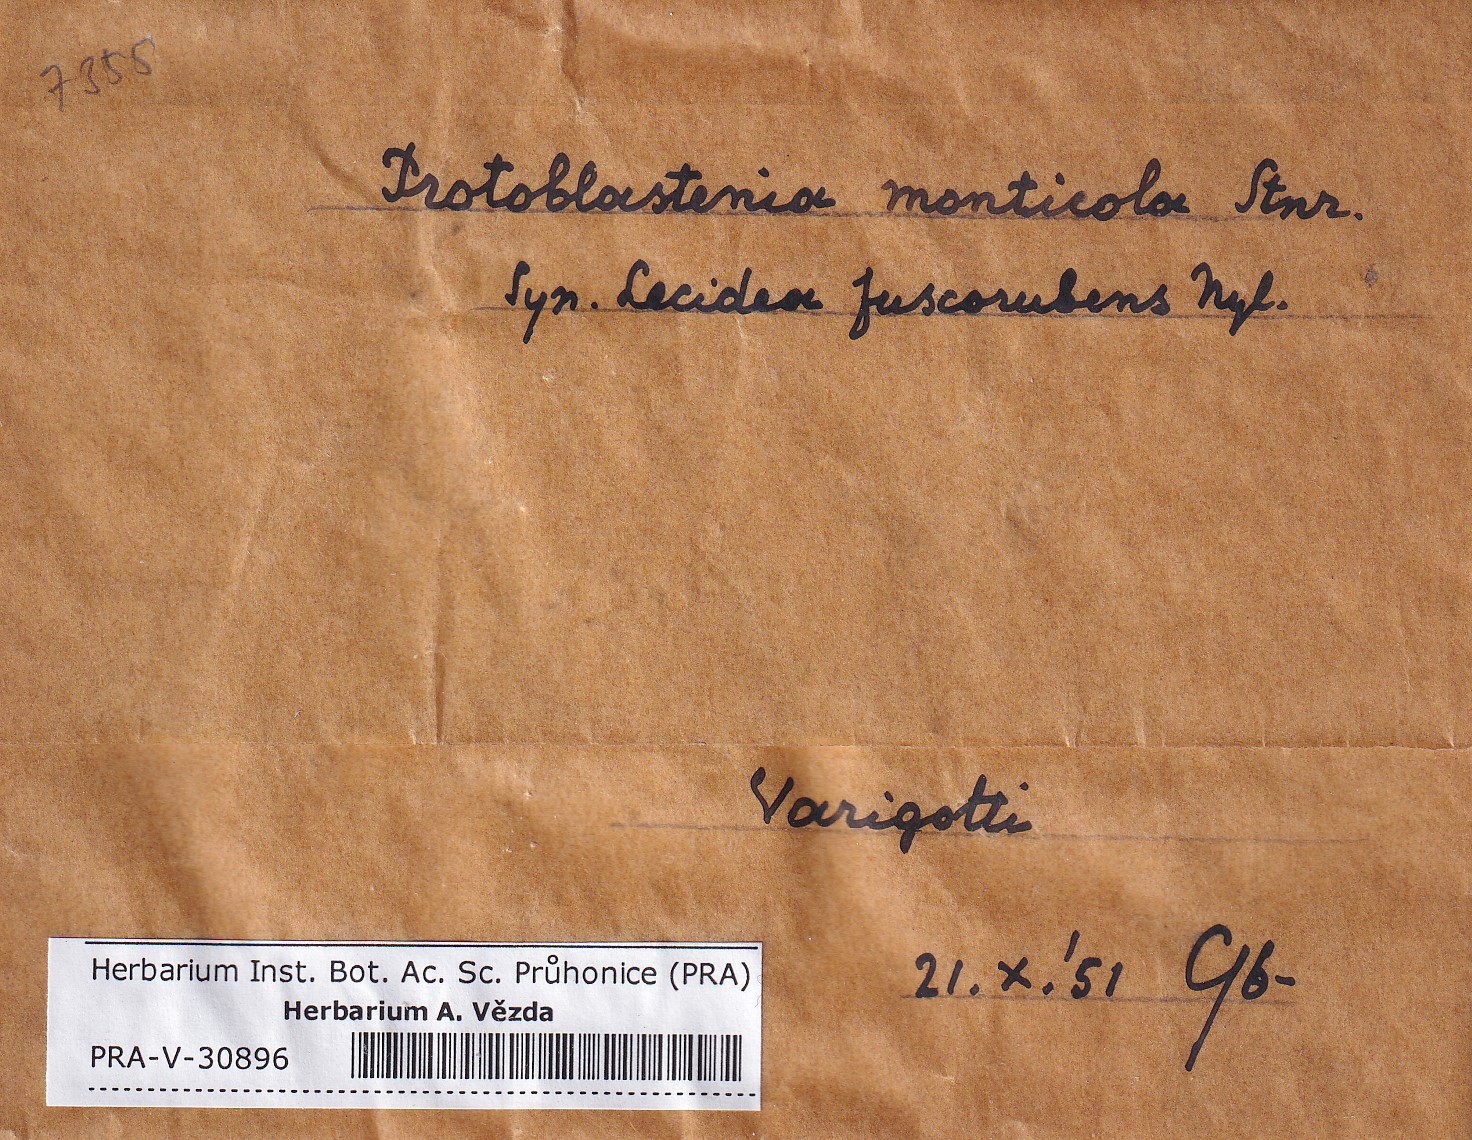 7355
Protoblastenia monticola Stnr.
Syn. Lecidea fuscorubens Nyl.
Varigotti
21. X. '51
Herbarium Inst. Bot. Ac. Sc. Průhonice (PRA)
Herbarium A. Vězda
PRA-V-30896